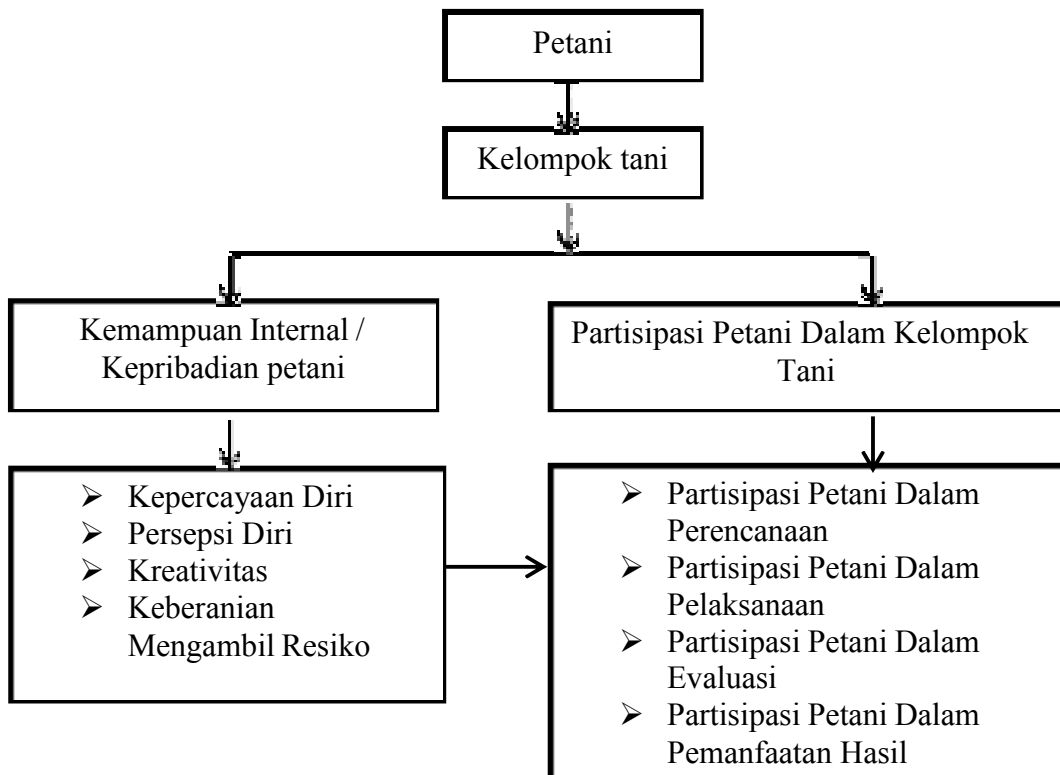 Petani
Kelompok tani
Kemampuan Internal /
Kepribadian petani
Partisipasi Petani Dalam Kelompok
Tani
➢ Kepercayaan Diri
➢ Persepsi Diri
➢ Kreativitas
➢ Keberanian
Mengambil Resiko
➢ Partisipasi Petani Dalam
Perencanaan
➢ Partisipasi Petani Dalam
Pelaksanaan
➢ Partisipasi Petani Dalam
Evaluasi
➢ Partisipasi Petani Dalam
Pemanfaatan Hasil